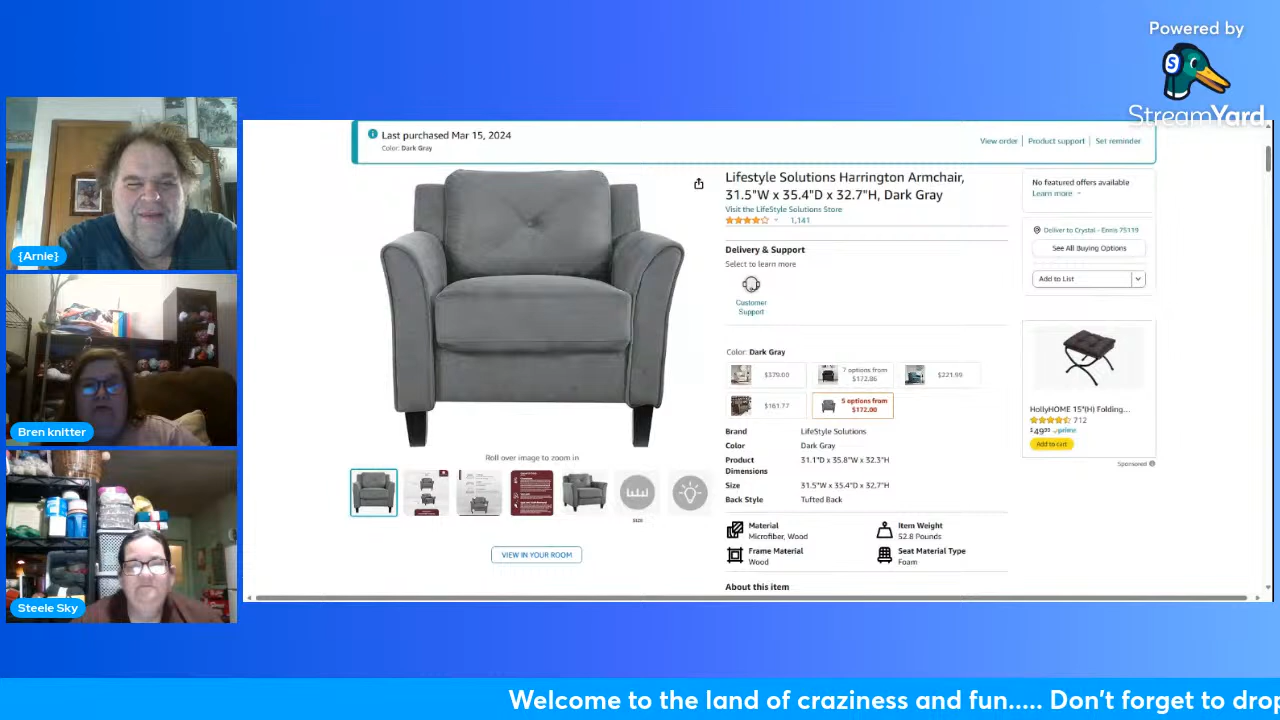 Powered by
StreamYard
{Arnie}
Bren knitter
Steele Sky
Last purchased Mar 15, 2024
Color: Dark Gray
View order
Product support
Set reminder
Roll over image to zoom in
SIZE
VIEW IN YOUR ROOM
Lifestyle Solutions Harrington Armchair,
31.5"W x 35.4"D x 32.7"H, Dark Gray
Visit the LifeStyle Solutions Store
1,141
Delivery & Support
Select to learn more
Customer
Support
Color: Dark Gray
$379.00
7 options from
$172.86
$221.99
$161.77
5 options from
$172.00
Brand LifeStyle Solutions
Color Dark Gray
Product 31.1"D x 35.8"W x 32.3"H
Dimensions
Size 31.5"W x 35.4"D x 32.7"H
Back Style Tufted Back
Material
Microfiber, Wood
Item Weight
52.8 Pounds
Frame Material
Wood
Seat Material Type
Foam
About this item
No featured offers available
Learn more
Deliver to Crystal - Ennis 75119
See All Buying Options
Add to List
HollyHOME 15"(H) Folding...
712
prime
Add to cart
Sponsored
Welcome to the land of craziness and fun..... Don't forget to drop